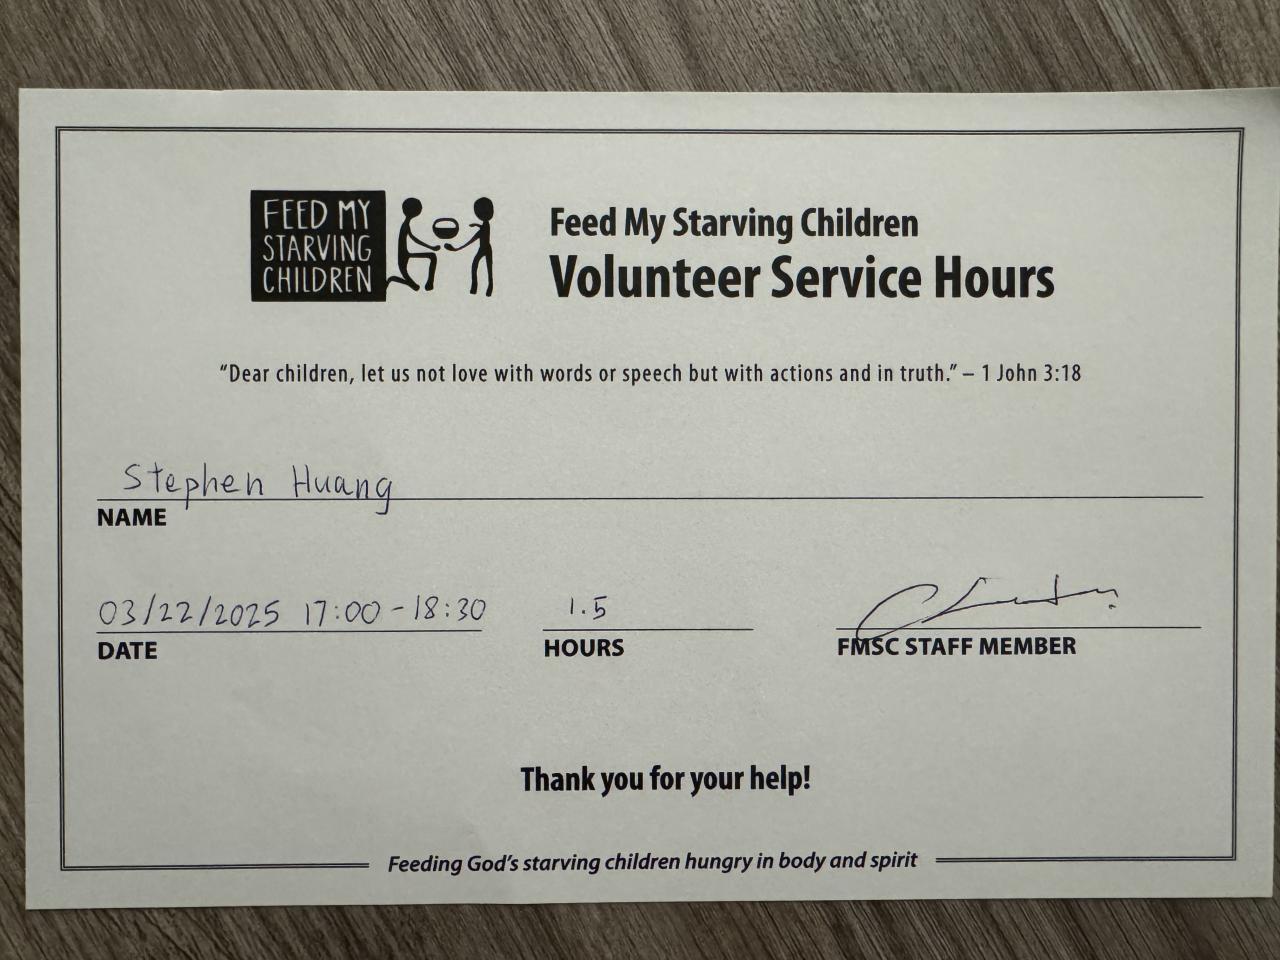 FEED MY
STARVING
CHILDREN
Feed My Starving Children
Volunteer Service Hours
“Dear children, let us not love with words or speech but with actions and in truth.” – 1 John 3:18
Stephen Huang
NAME
03/22/2025 17:00 - 18:30
1.5
DATE
HOURS
FMSC STAFF MEMBER
Thank you for your help!
Feeding God’s starving children hungry in body and spirit